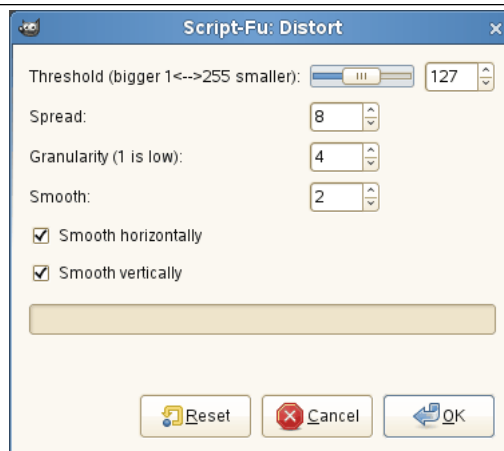 Script-Fu: Distort
Threshold (bigger 1<-->255 smaller): 127
Spread: 8
Granularity (1 is low): 4
Smooth: 2
Smooth horizontally
Smooth vertically
Reset Cancel OK